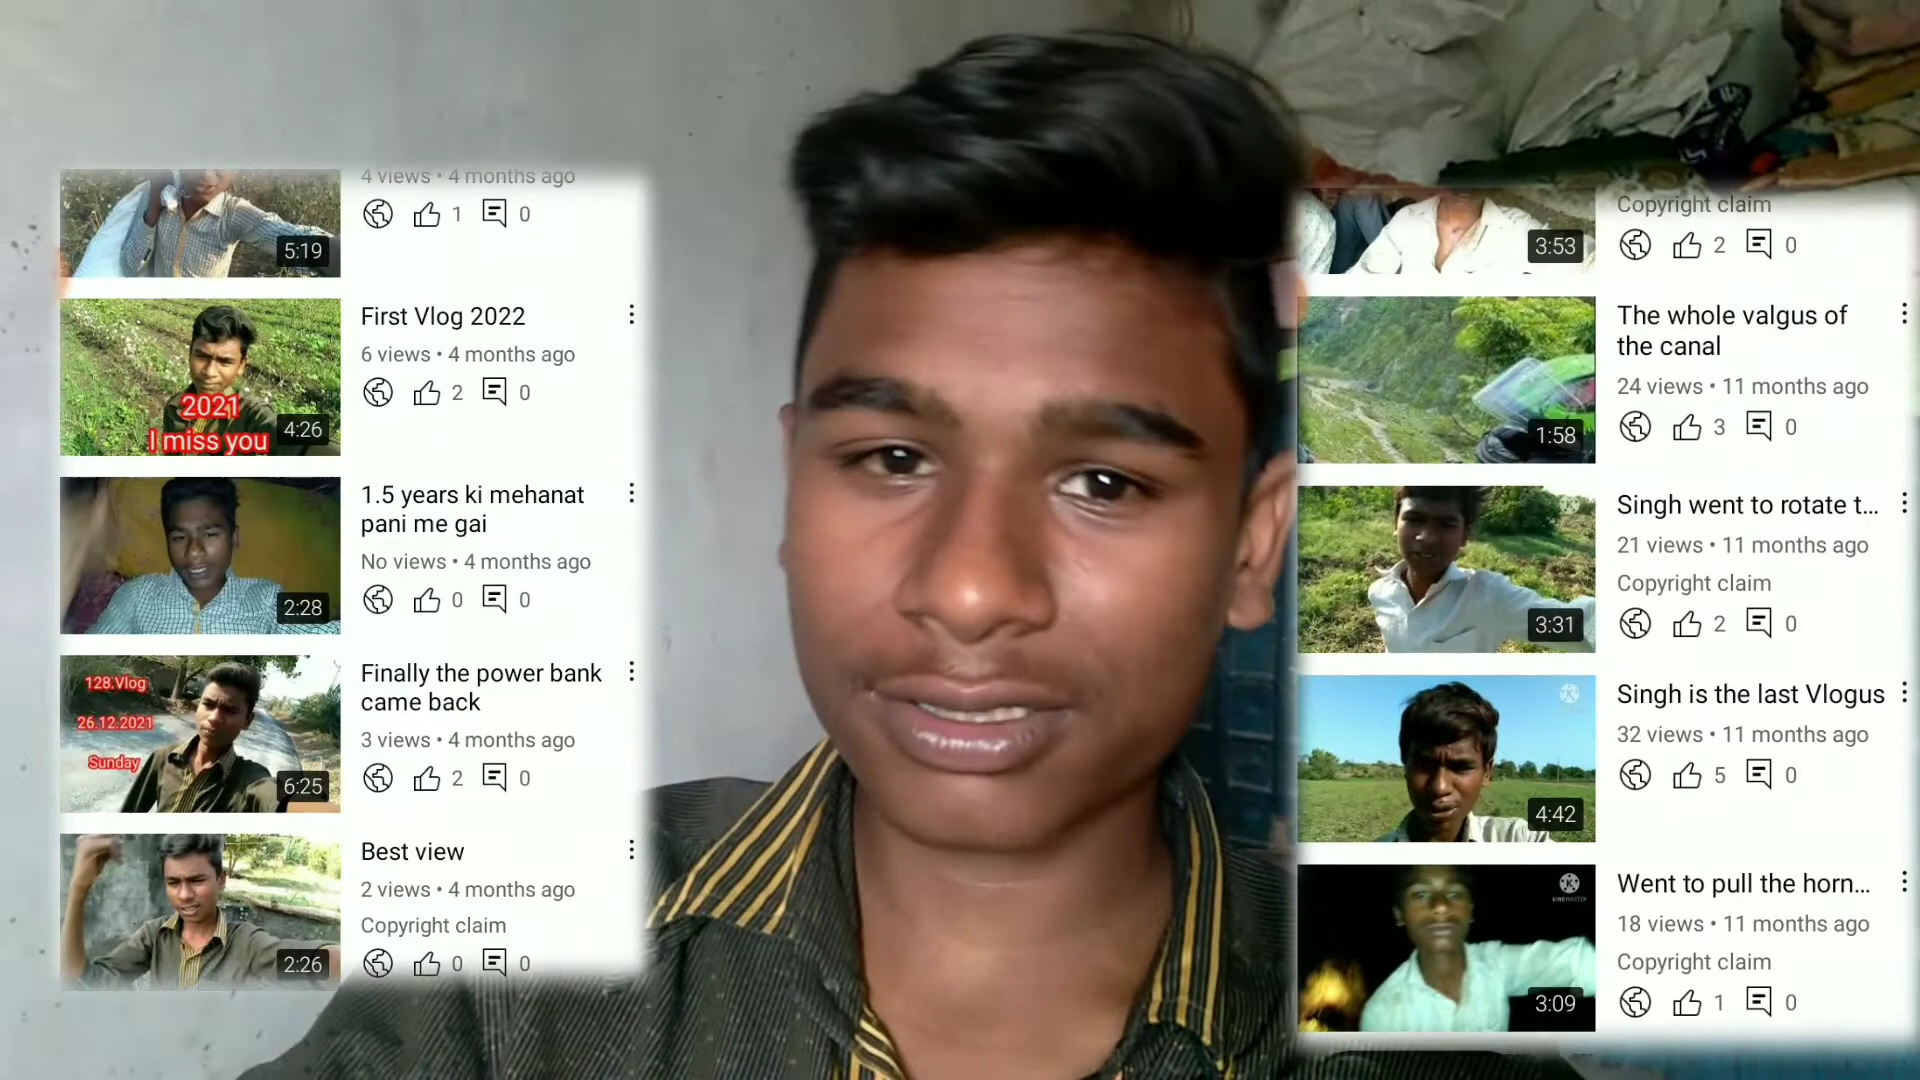 4 views • 4 months ago
1 0
5:19
First Vlog 2022
6 views • 4 months ago
2 0
2021
I miss you
4:26
1.5 years ki mehanat
pani me gai
No views • 4 months ago
0 0
2:28
Finally the power bank
came back
3 views • 4 months ago
2 0
128.Vlog
26.12.2021
Sunday
6:25
Best view
2 views • 4 months ago
Copyright claim
0 0
2:26
Copyright claim
2 0
3:53
The whole valgus of
the canal
24 views • 11 months ago
3 0
1:58
Singh went to rotate t...
21 views • 11 months ago
Copyright claim
2 0
3:31
Singh is the last Vlogus
32 views • 11 months ago
5 0
4:42
Went to pull the horn...
18 views • 11 months ago
Copyright claim
1 0
KINEMASTER
3:09